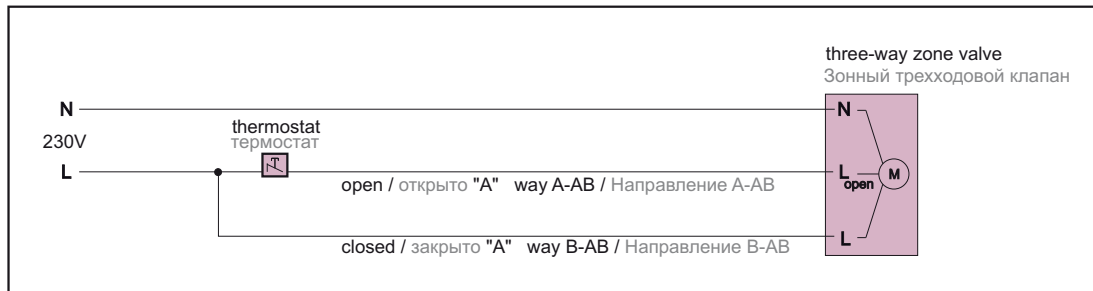 three-way zone valve
Зонный трехходовой клапан
N
N
thermostat
термостат
230V
L
L
open
M
open / открыто "A" way A-AB / Направление A-AB
L
closed / закрыто "A" way B-AB / Направление B-AB